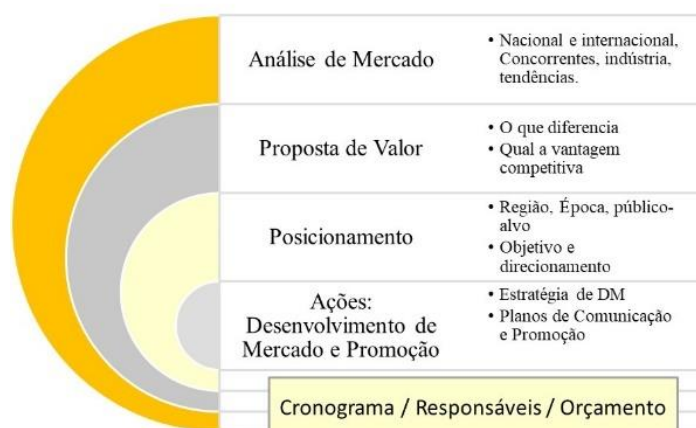 Análise de Mercado
• Nacional e internacional,
Concorrentes, indústria,
tendências.
Proposta de Valor
• O que diferencia
• Qual a vantagem
competitiva
Posicionamento
• Região, Época, público-
alvo
• Objetivo e
direcionamento
Ações:
Desenvolvimento de
Mercado e Promoção
• Estratégia de DM
• Planos de Comunicação
e Promoção
Cronograma / Responsáveis / Orçamento